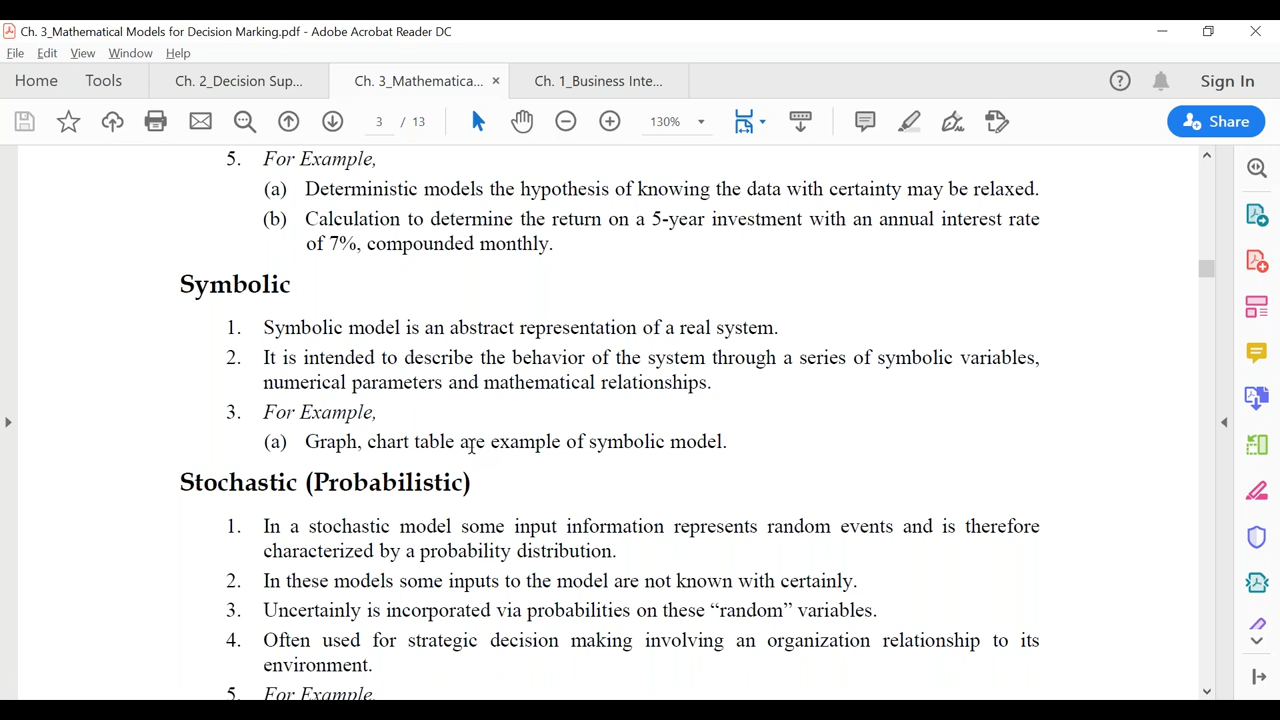 Ch. 3_Mathematical Models for Decision Marking.pdf - Adobe Acrobat Reader DC
File Edit View Window Help
Home Tools Ch. 2_Decision Sup... Ch. 3_Mathematica... × Ch. 1_Business Inte... Sign In
3 / 13 130% Share
5. For Example,
(a) Deterministic models the hypothesis of knowing the data with certainty may be relaxed.
(b) Calculation to determine the return on a 5-year investment with an annual interest rate
of 7%, compounded monthly.
Symbolic
1. Symbolic model is an abstract representation of a real system.
2. It is intended to describe the behavior of the system through a series of symbolic variables,
numerical parameters and mathematical relationships.
3. For Example,
(a) Graph, chart table are example of symbolic model.
Stochastic (Probabilistic)
1. In a stochastic model some input information represents random events and is therefore
characterized by a probability distribution.
2. In these models some inputs to the model are not known with certainly.
3. Uncertainly is incorporated via probabilities on these “random” variables.
4. Often used for strategic decision making involving an organization relationship to its
environment.
5. For Example,